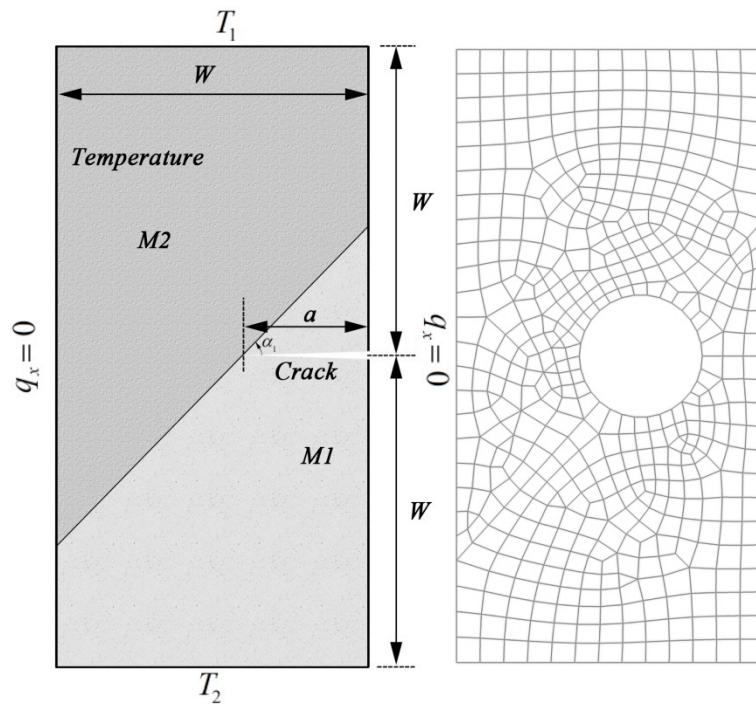 T₁
W
Temperature
M2
W
a
α₁
Crack
qₓ = 0
qₓ = 0
M1
W
T₂